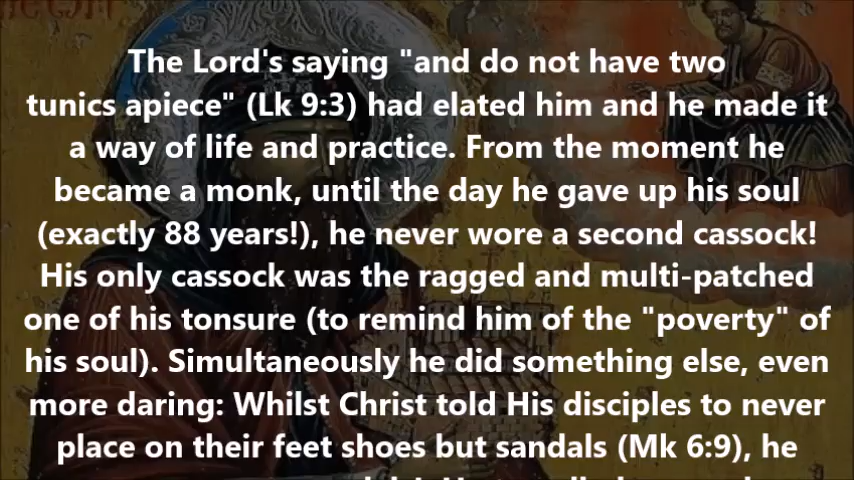 The Lord's saying "and do not have two
tunics apiece" (Lk 9:3) had elated him and he made it
a way of life and practice. From the moment he
became a monk, until the day he gave up his soul
(exactly 88 years!), he never wore a second cassock!
His only cassock was the ragged and multi-patched
one of his tonsure (to remind him of the "poverty" of
his soul). Simultaneously he did something else, even
more daring: Whilst Christ told His disciples to never
place on their feet shoes but sandals (Mk 6:9), he